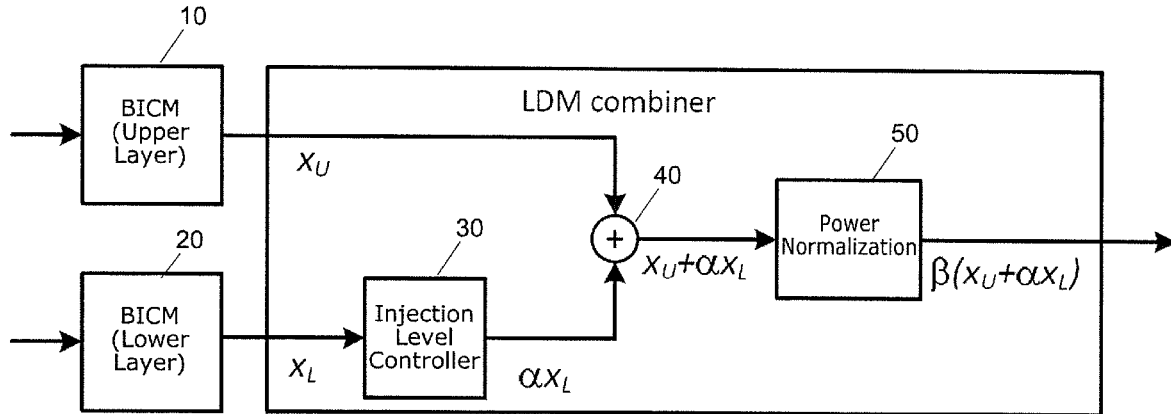 10
BICM
(Upper
Layer)
x_U
LDM combiner
40
+
x_U+αx_L
50
Power
Normalization
β(x_U+αx_L)
20
BICM
(Lower
Layer)
x_L
30
Injection
Level
Controller
αx_L